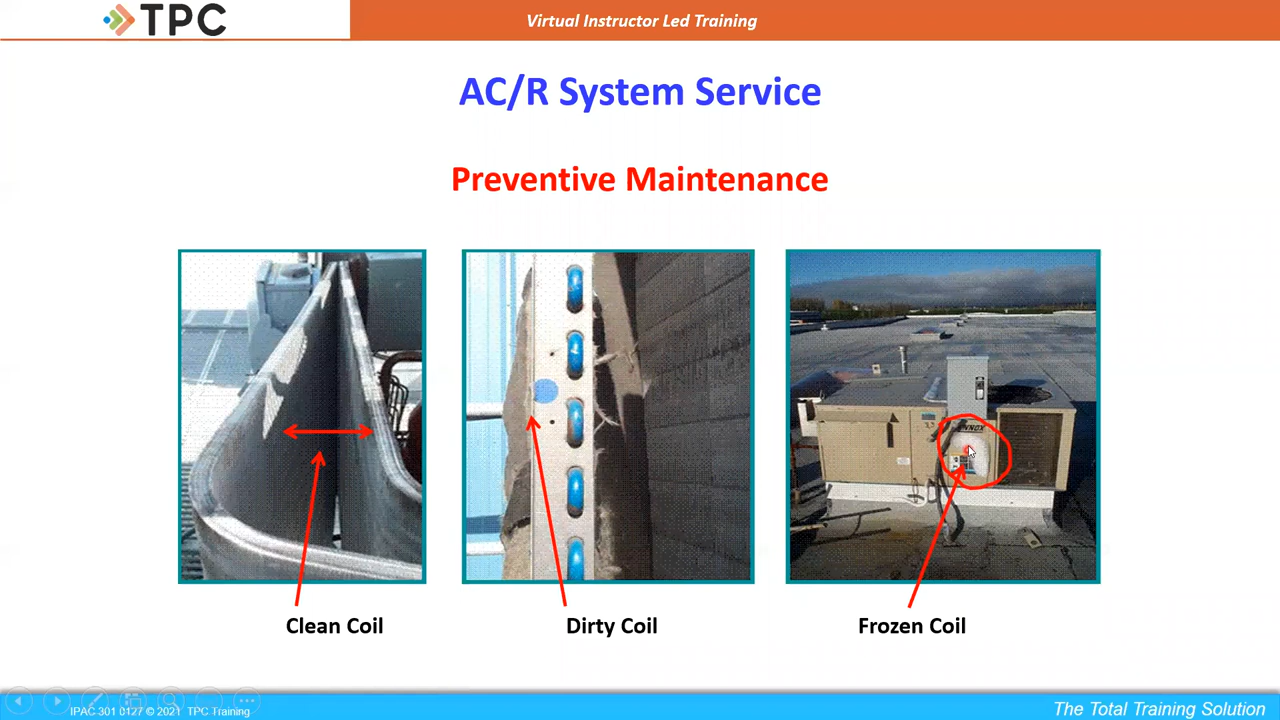 TPC
Virtual Instructor Led Training
AC/R System Service
Preventive Maintenance
Clean Coil
Dirty Coil
Frozen Coil
IPAC 301 0127 © 2021 TPC Training
The Total Training Solution